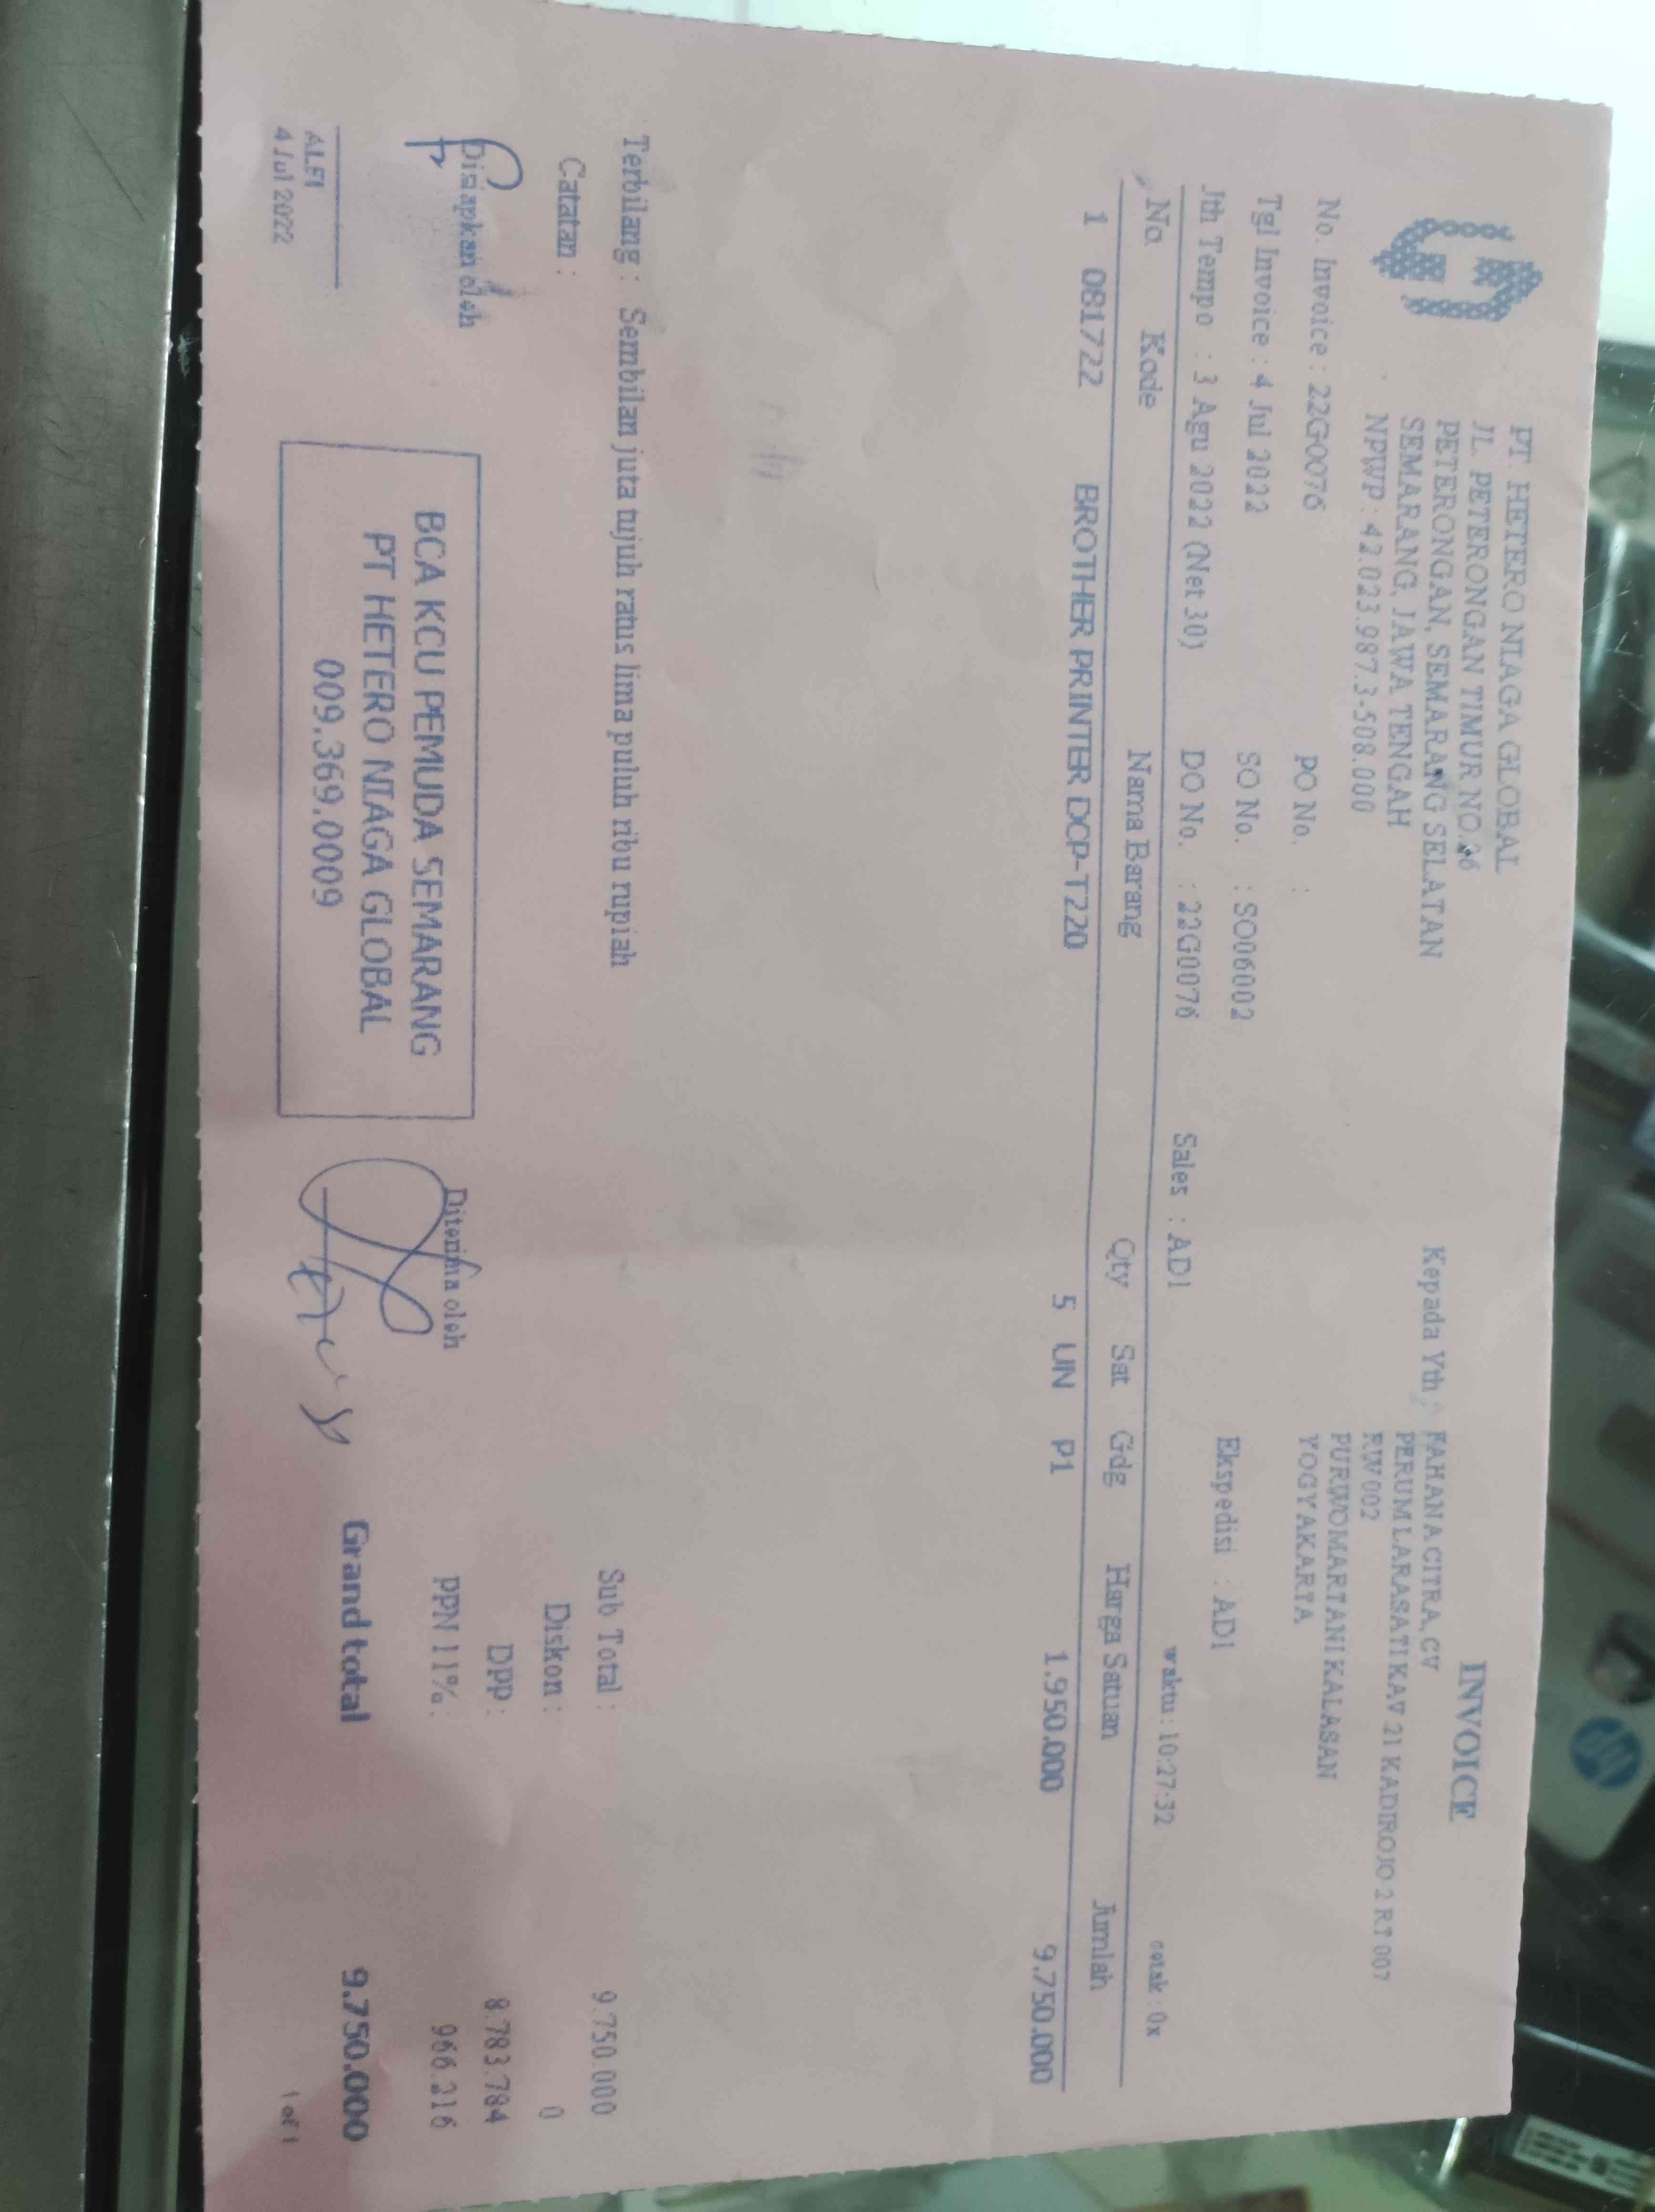 INVOICE
PT. HETERO NIAGA GLOBAL
JL. PETERONGAN TIMUR NO.26
PETERONGAN, SEMARANG SELATAN
SEMARANG, JAWA TENGAH
NPWP : 42.023.987.3-508.000
Kepada Yth : FAHANA CITRA, CV
PERUM LARASATI KAV 21 KADIROJO 2 RT 007
RW 002
PURWOMARTANI KALASAN
YOGYAKARTA
No. Invoice : 22G0076 PO No. :
Tgl Invoice : 4 Jul 2022 SO No. : SO06002 Ekspedisi : ADI
Jth Tempo : 3 Agu 2022 (Net 30) DO No. : 22G0076 Sales : ADI waktu : 10:27:32 cetak : 0x
No. Kode Nama Barang Qty Sat Gdg Harga Satuan Jumlah
1 081722 BROTHER PRINTER DCP-T220 5 UN P1 1.950.000 9.750.000
Terbilang : Sembilan juta tujuh ratus lima puluh ribu rupiah
Sub Total : 9.750.000
Catatan :
Diskon : 0
DPP : 8.783.784
PPN 11% : 966.216
Grand total 9.750.000
Disiapkan oleh
ALFI
4 Jul 2022
BCA KCU PEMUDA SEMARANG
PT HETERO NIAGA GLOBAL
009.369.0009
Diterima oleh
1 of 1
hp